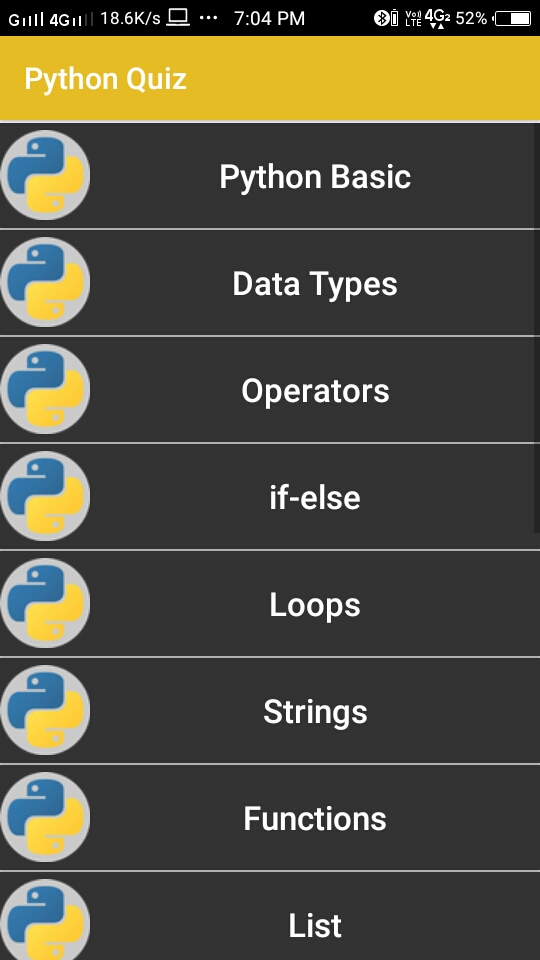 G 4G 18.6K/s ... 7:04 PM VoI) LTE 4G2 52%
Python Quiz
Python Basic
Data Types
Operators
if-else
Loops
Strings
Functions
List